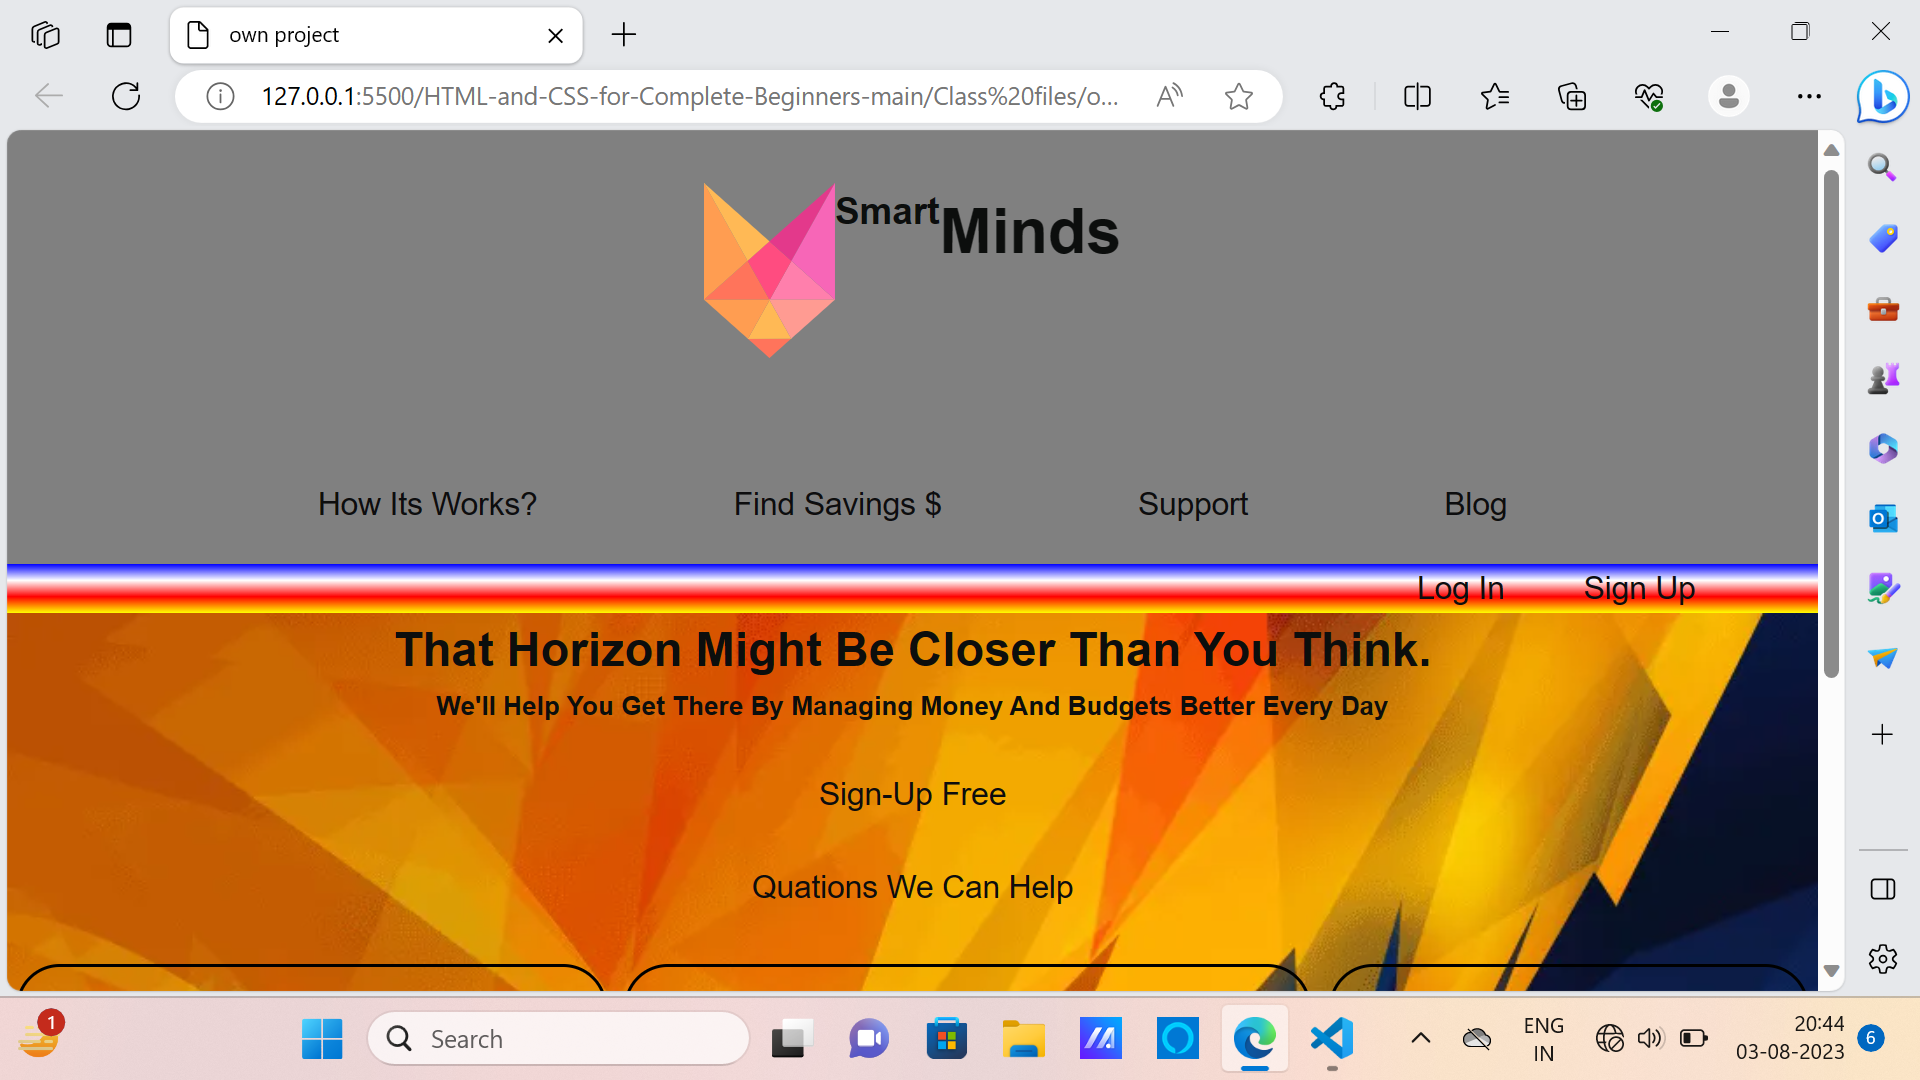 own project
127.0.0.1:5500/HTML-and-CSS-for-Complete-Beginners-main/Class%20files/o...
SmartMinds
How Its Works? Find Savings $ Support Blog
Log In Sign Up
That Horizon Might Be Closer Than You Think.
We'll Help You Get There By Managing Money And Budgets Better Every Day
Sign-Up Free
Quations We Can Help
1
Search
ENG
IN
20:44
03-08-2023
6